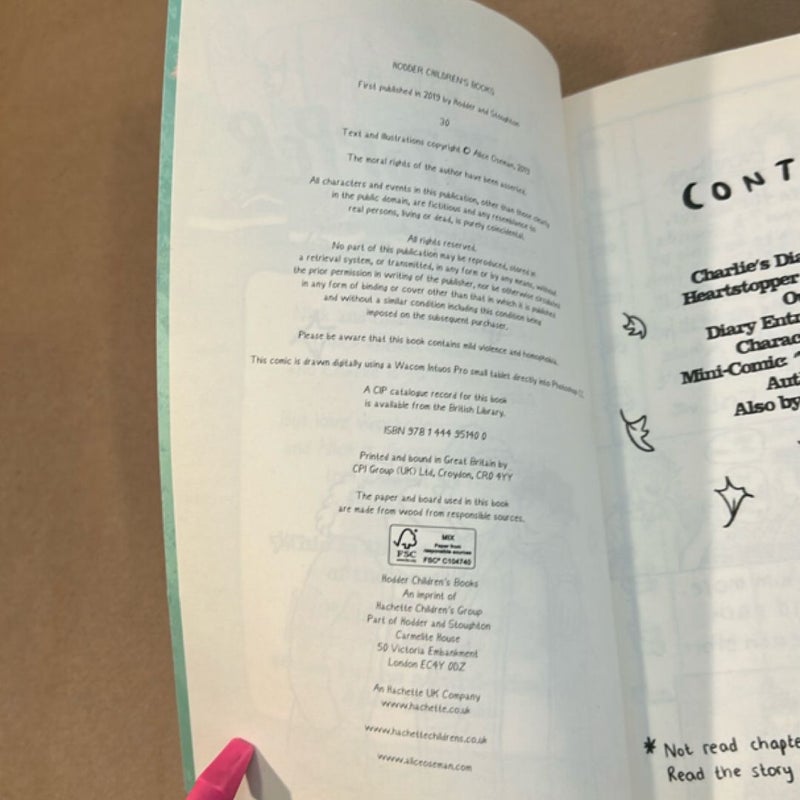 HODDER CHILDREN'S BOOKS
First published in 2019 by Hodder and Stoughton
30
Text and illustrations copyright © Alice Oseman, 2019
The moral rights of the author have been asserted.
All characters and events in this publication, other than those clearly
in the public domain, are fictitious and any resemblance to
real persons, living or dead, is purely coincidental.
All rights reserved.
No part of this publication may be reproduced, stored in
a retrieval system, or transmitted, in any form or by any means, without
the prior permission in writing of the publisher, nor be otherwise circulated
in any form of binding or cover other than that in which it is published
and without a similar condition including this condition being
imposed on the subsequent purchaser.
Please be aware that this book contains mild violence and homophobia.
This comic is drawn digitally using a Wacom Intuos Pro small tablet directly into Photoshop CC.
A CIP catalogue record for this book
is available from the British Library.
ISBN 978 1 444 95140 0
Printed and bound in Great Britain by
CPI Group (UK) Ltd, Croydon, CR0 4YY
The paper and board used in this book
are made from wood from responsible sources.
FSC
MIX
Paper from
responsible sources
FSC® C104740
Hodder Children's Books
An imprint of
Hachette Children's Group
Part of Hodder and Stoughton
Carmelite House
50 Victoria Embankment
London EC4Y 0DZ
An Hachette UK Company
www.hachette.co.uk
www.hachettechildrens.co.uk
www.aliceoseman.com
CONT
Charlie's Dia
Heartstopper
Diary Entr
Charac
Mini-Comic: "
Aut
Also by
* Not read chapte
Read the story